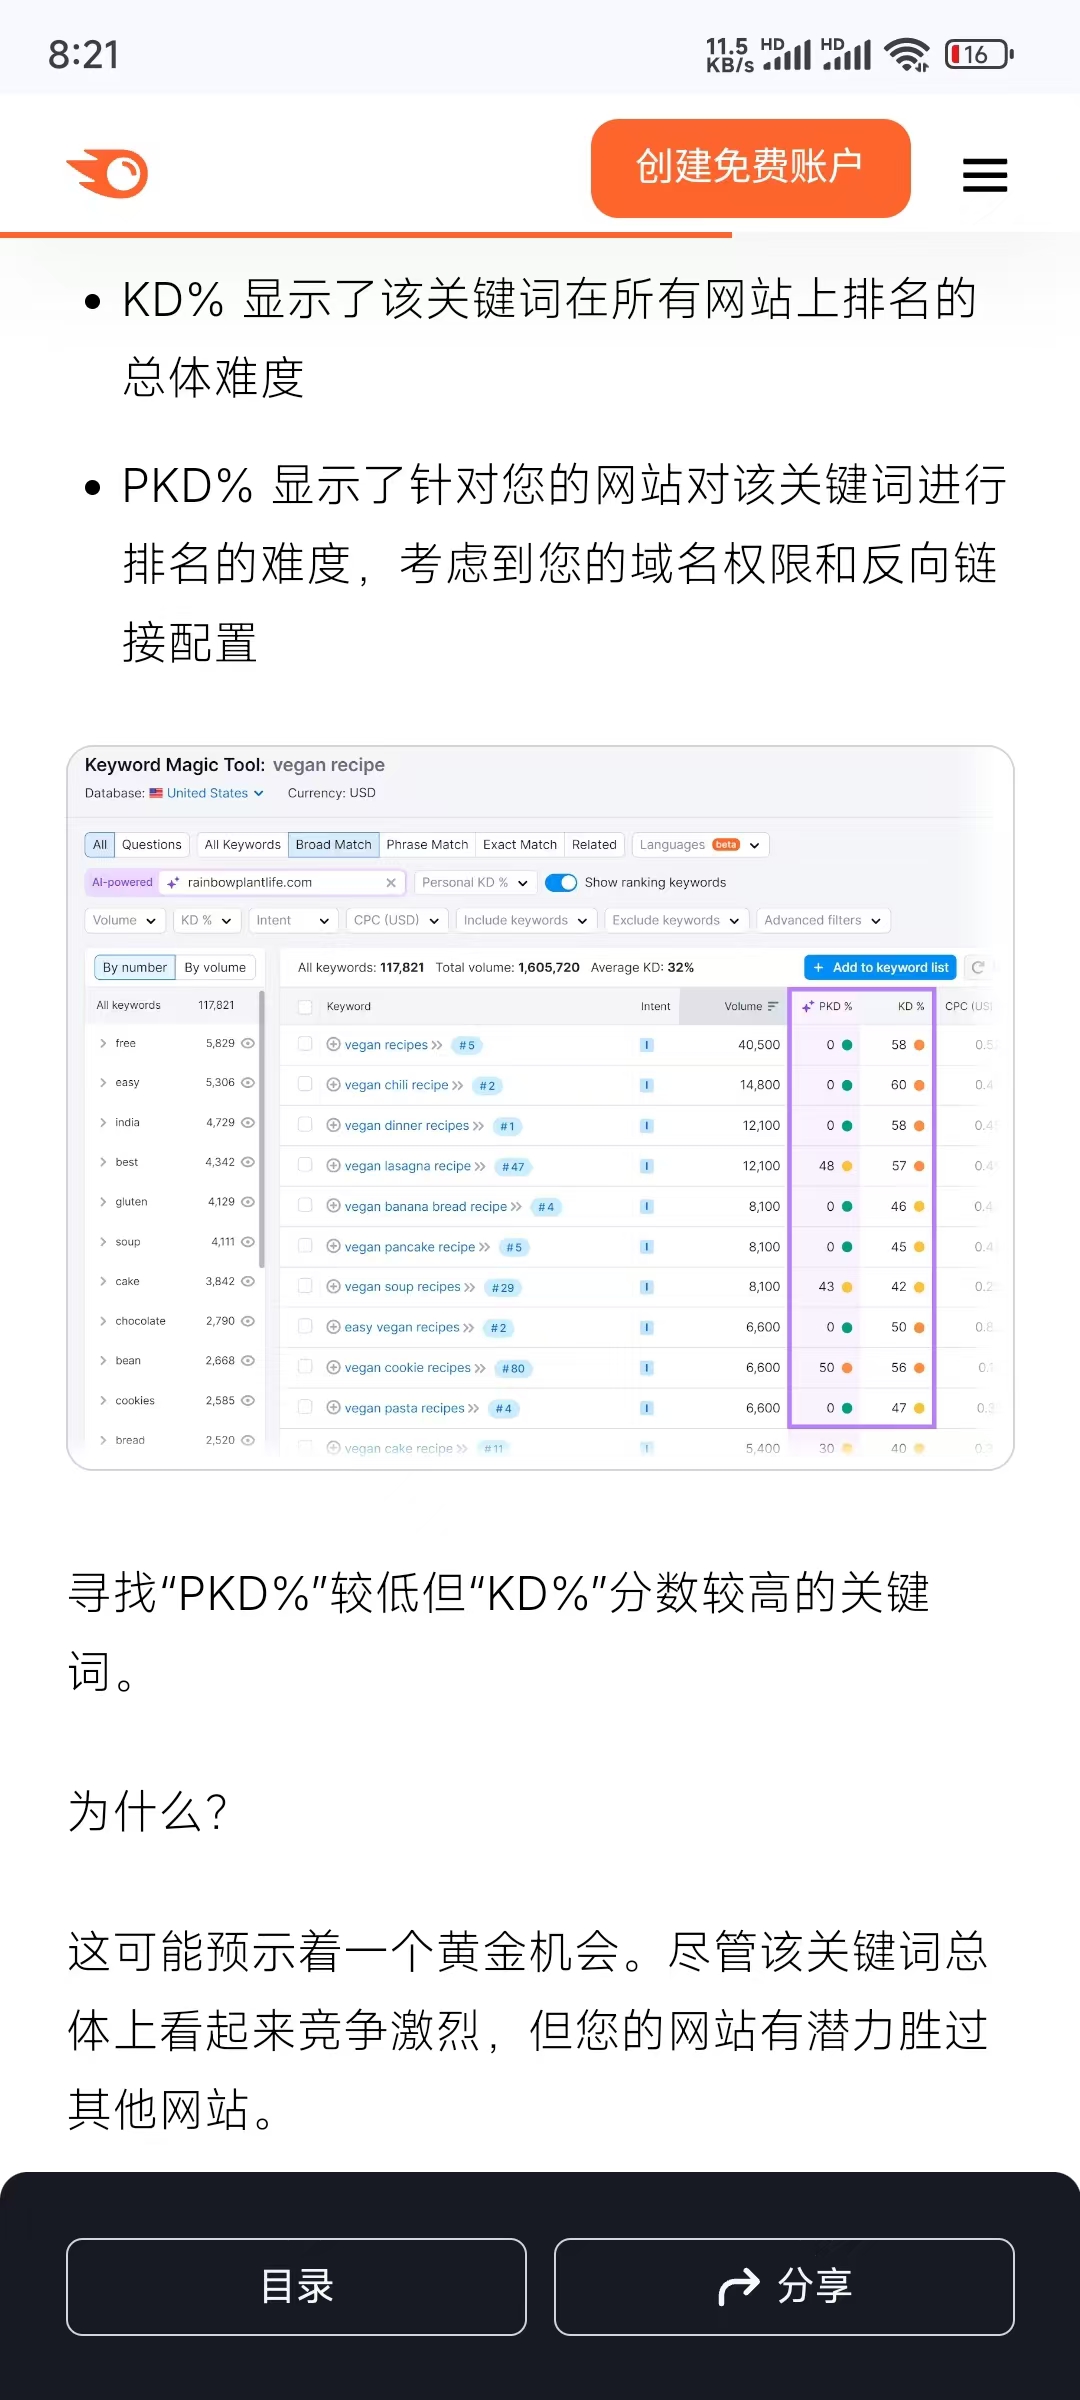 8:21
11.5 KB/s HD HD 16
创建免费账户
• KD% 显示了该关键词在所有网站上排名的
总体难度
• PKD% 显示了针对您的网站对该关键词进行
排名的难度，考虑到您的域名权限和反向链
接配置
Keyword Magic Tool: vegan recipe
Database: United States Currency: USD
All Questions All Keywords Broad Match Phrase Match Exact Match Related Languages beta
AI-powered rainbowplantlife.com Personal KD % Show ranking keywords
Volume KD % Intent CPC (USD) Include keywords Exclude keywords Advanced filters
By number By volume All keywords: 117,821 Total volume: 1,605,720 Average KD: 32% + Add to keyword list
All keywords 117,821 Keyword Intent Volume PKD % KD % CPC (US
free 5,829 vegan recipes #5 I 40,500 0 58
easy 5,306 vegan chili recipe #2 I 14,800 0 60 0.4
india 4,729 vegan dinner recipes #1 I 12,100 0 58
best 4,342 vegan lasagna recipe #47 I 12,100 48 57
gluten 4,129 vegan banana bread recipe #4 I 8,100 0 46 0.4
soup 4,111 vegan pancake recipe #5 I 8,100 0 45
cake 3,842 vegan soup recipes #29 I 8,100 43 42
chocolate 2,790 easy vegan recipes #2 I 6,600 0 50 0.8
bean 2,668 vegan cookie recipes #80 I 6,600 50 56
cookies 2,585 vegan pasta recipes #4 I 6,600 0 47
bread 2,520 vegan cake recipe #11 I 5,400 30 40
寻找“PKD%”较低但“KD%”分数较高的关键
词。
为什么？
这可能预示着一个黄金机会。尽管该关键词总
体上看起来竞争激烈，但您的网站有潜力胜过
其他网站。
目录 分享